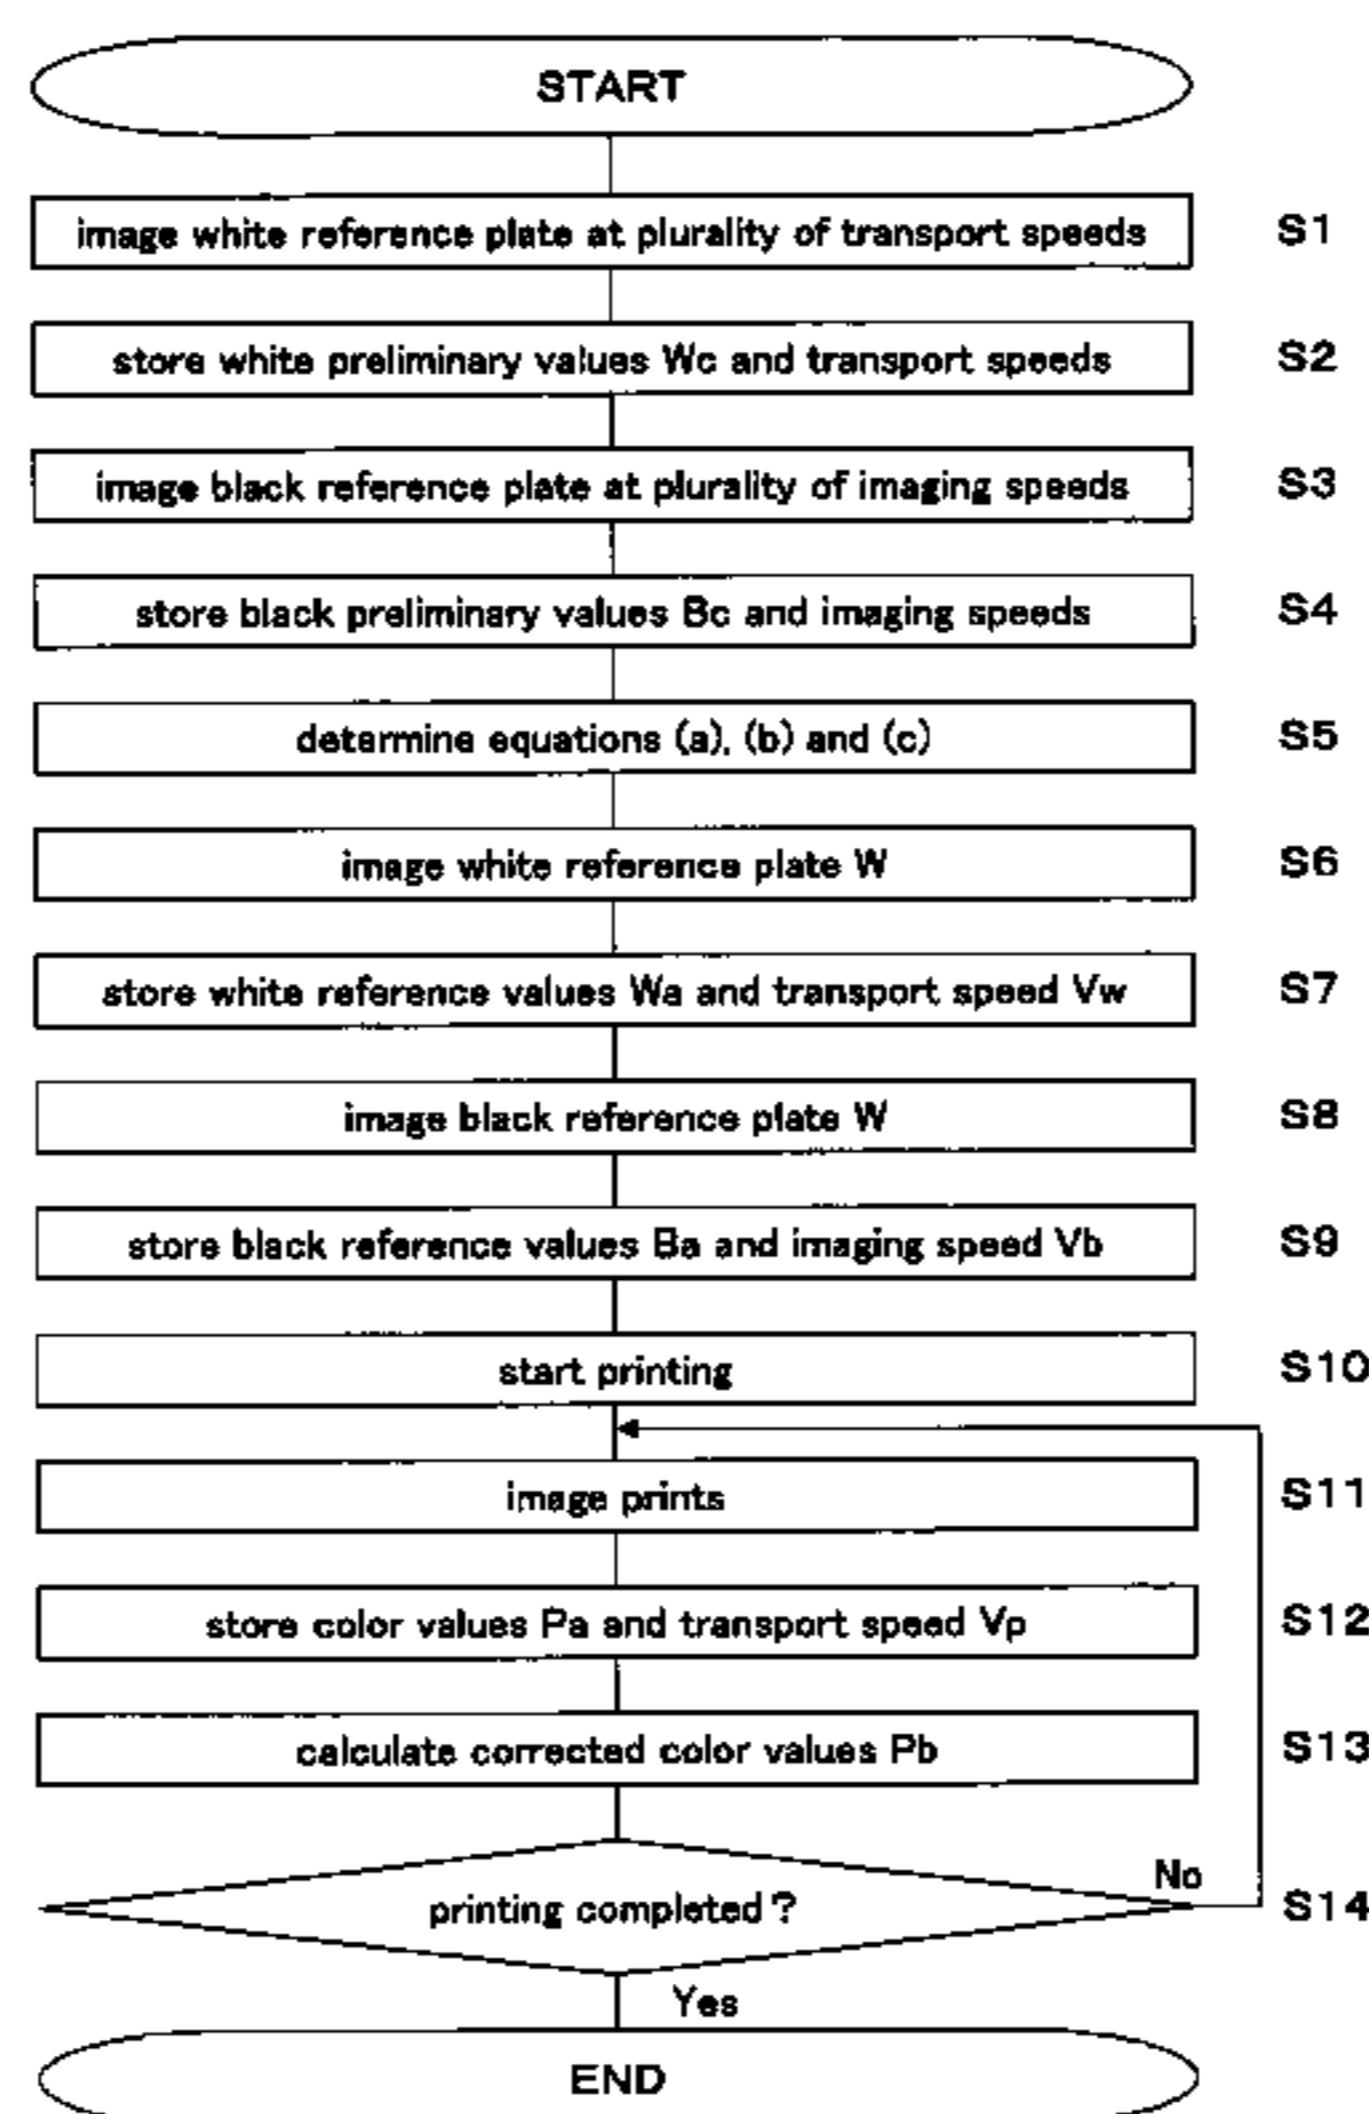 START
image white reference plate at plurality of transport speeds S1
store white preliminary values Wc and transport speeds S2
image black reference plate at plurality of imaging speeds S3
store black preliminary values Bc and imaging speeds S4
determine equations (a), (b) and (c) S5
image white reference plate W S6
store white reference values Wa and transport speed Vw S7
image black reference plate W S8
store black reference values Ba and imaging speed Vb S9
start printing S10
image prints S11
store color values Pa and transport speed Vp S12
calculate corrected color values Pb S13
No
printing completed? S14
Yes
END